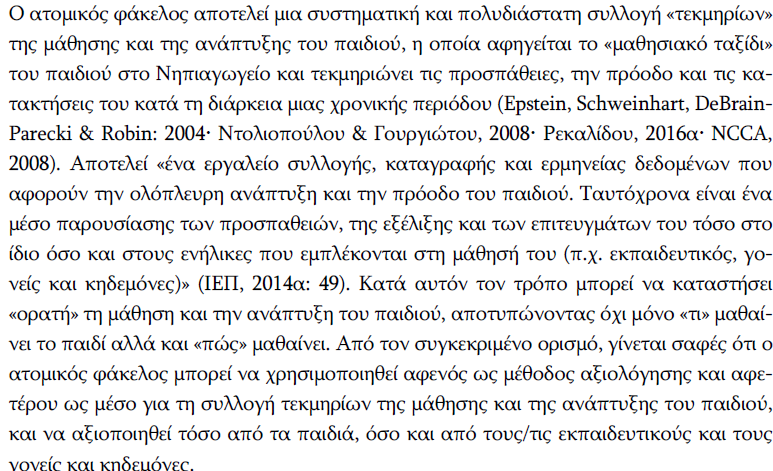 Ο ατομικός φάκελος αποτελεί μια συστηματική και πολυδιάστατη συλλογή «τεκμηρίων»
της μάθησης και της ανάπτυξης του παιδιού, η οποία αφηγείται το «μαθησιακό ταξίδι»
του παιδιού στο Νηπιαγωγείο και τεκμηριώνει τις προσπάθειες, την πρόοδο και τις κα-
τακτήσεις του κατά τη διάρκεια μιας χρονικής περιόδου (Epstein, Schweinhart, DeBrain-
Parecki & Robin: 2004· Ντολιοπούλου & Γουργιώτου, 2008· Ρεκαλίδου, 2016α· NCCA,
2008). Αποτελεί «ένα εργαλείο συλλογής, καταγραφής και ερμηνείας δεδομένων που
αφορούν την ολόπλευρη ανάπτυξη και την πρόοδο του παιδιού. Ταυτόχρονα είναι ένα
μέσο παρουσίασης των προσπαθειών, της εξέλιξης και των επιτευγμάτων του τόσο στο
ίδιο όσο και στους ενήλικες που εμπλέκονται στη μάθησή του (π.χ. εκπαιδευτικός, γο-
νείς και κηδεμόνες)» (ΙΕΠ, 2014α: 49). Κατά αυτόν τον τρόπο μπορεί να καταστήσει
«ορατή» τη μάθηση και την ανάπτυξη του παιδιού, αποτυπώνοντας όχι μόνο «τι» μαθαί-
νει το παιδί αλλά και «πώς» μαθαίνει. Από τον συγκεκριμένο ορισμό, γίνεται σαφές ότι ο
ατομικός φάκελος μπορεί να χρησιμοποιηθεί αφενός ως μέθοδος αξιολόγησης και αφε-
τέρου ως μέσο για τη συλλογή τεκμηρίων της μάθησης και της ανάπτυξης του παιδιού,
και να αξιοποιηθεί τόσο από τα παιδιά, όσο και από τους/τις εκπαιδευτικούς και τους
γονείς και κηδεμόνες.